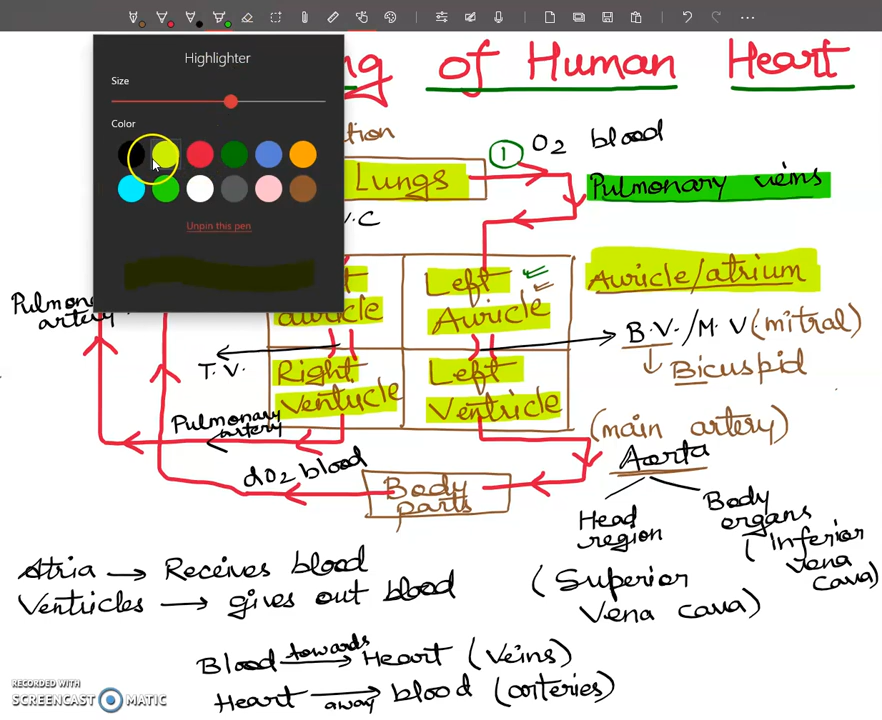 Highlighter
Size
Color
Unpin this pen
ng of Human Heart
tion
1 O2 blood
Lungs
Pulmonary veins
V.C
Left
Auricle
auricle
Auricle/atrium
Pulmona
artery
B.V./M.V (mitral)
Bicuspid
T.V.
Right
Ventucle
Left
Ventricle
Pulmonary
artery
dO2 blood
Body
parts
(main artery)
Aorta
Head
region
(Superior
Vena cava)
Body
organs
(Inferior
vena
cava)
Atria → Receives blood
Ventricles → gives out blood
Blood towards → Heart (Veins)
Heart away → blood (arteries)
RECORDED WITH
SCREENCAST MATIC